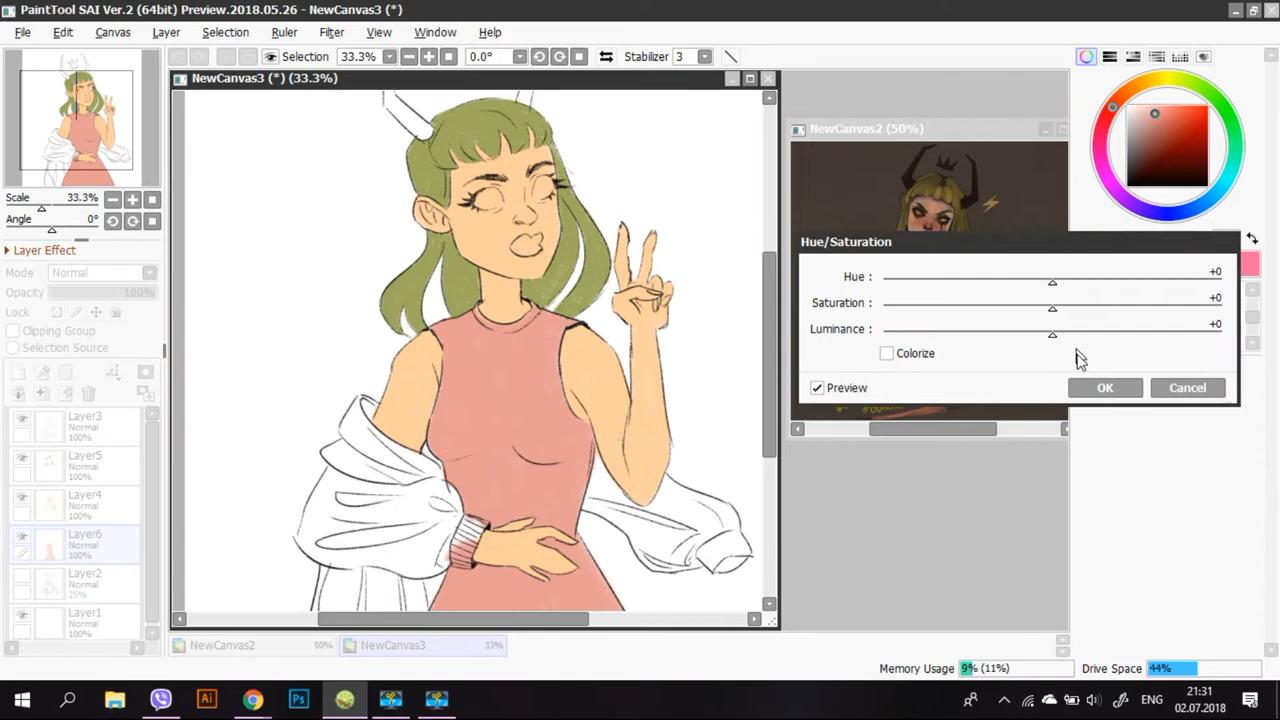 PaintTool SAI Ver.2 (64bit) Preview.2018.05.26 - NewCanvas3 (*)
File Edit Canvas Layer Selection Ruler Filter View Window Help
Selection 33.3% 0.0° Stabilizer 3
NewCanvas3 (*) (33.3%)
NewCanvas2 (50%)
Scale 33.3%
Angle 0°
Layer Effect
Mode Normal
Opacity 100%
Lock
Clipping Group
Selection Source
Layer3
Normal
100%
Layer5
Normal
100%
Layer4
Normal
100%
Layer6
Normal
100%
Layer2
Normal
25%
Layer1
Normal
100%
Hue/Saturation
Hue : +0
Saturation : +0
Luminance : +0
Colorize
Preview OK Cancel
NewCanvas2 50% NewCanvas3 33%
Memory Usage 9% (11%) Drive Space 44%
Ai Ps ENG
21:31
02.07.2018